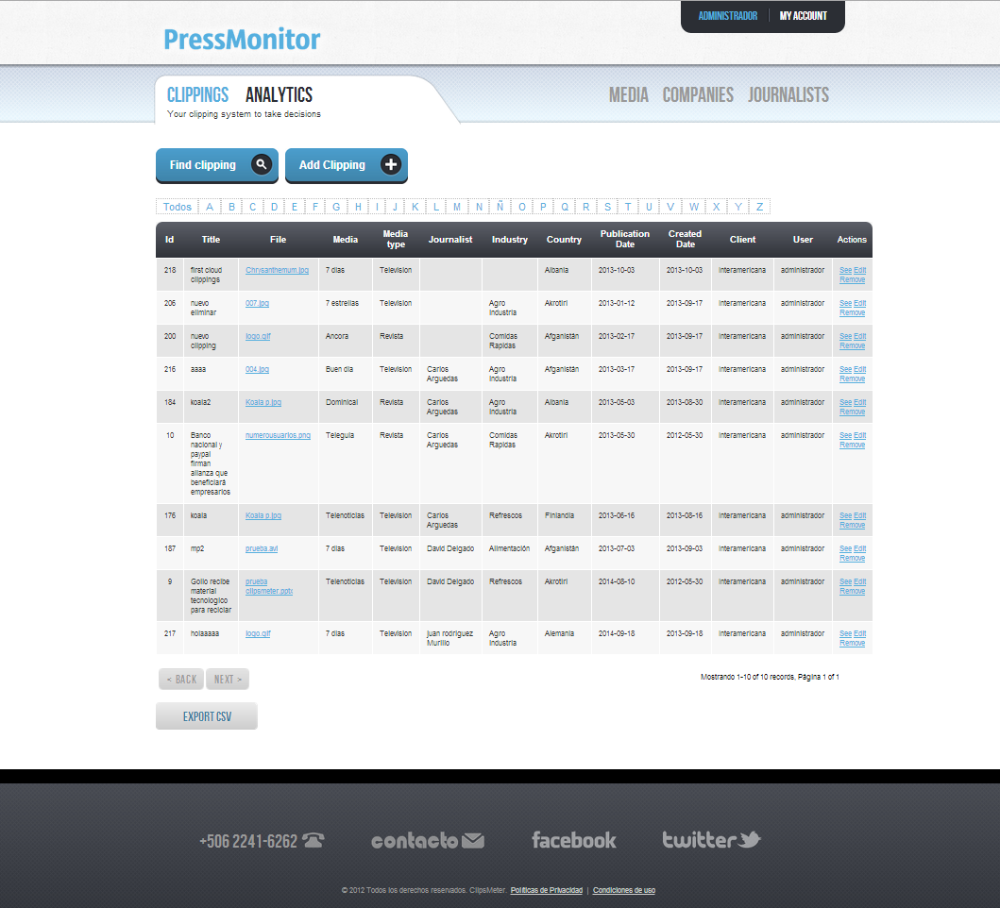 ADMINISTRADOR | MY ACCOUNT
PressMonitor
CLIPPINGS ANALYTICS MEDIA COMPANIES JOURNALISTS
Your clipping system to take decisions
Find clipping Add Clipping
Todos A B C D E F G H I J K L M N Ñ O P Q R S T U V W X Y Z
Id Title File Media Media type Journalist Industry Country Publication Date Created Date Client User Actions
218 first cloud clippings Chrysanthemum.jpg 7 dias Television Albania 2013-10-03 2013-10-03 Interamericana administrador See Edit Remove
206 nuevo eliminar 007.jpg 7 estrellas Television Agro Industria Akrotiri 2013-01-12 2013-09-17 Interamericana administrador See Edit Remove
200 nuevo clipping logo.gif Ancora Revista Comidas Rapidas Afganistán 2013-02-17 2013-09-17 Interamericana administrador See Edit Remove
216 aaaa 004.jpg Buen dia Television Carlos Arguedas Agro Industria Afganistán 2013-03-17 2013-09-17 Interamericana administrador See Edit Remove
184 koala2 Koala p.jpg Dominical Revista Carlos Arguedas Agro Industria Albania 2013-05-03 2013-08-30 Interamericana administrador See Edit Remove
10 Banco nacional y paypal firman alianza que beneficiará empresarios numerousuarios.png Teleguia Revista Carlos Arguedas Comidas Rapidas Akrotiri 2013-05-30 2012-05-30 Interamericana administrador See Edit Remove
176 koala Koala p.jpg Telenoticias Television Carlos Arguedas Refrescos Finlandia 2013-06-16 2013-08-16 Interamericana administrador See Edit Remove
187 mp2 prueba.avi 7 dias Television David Delgado Alimentación Afganistán 2013-07-03 2013-09-03 Interamericana administrador See Edit Remove
9 Gollo recibe material tecnologico para reciclar prueba clipsmeter.pptx Telenoticias Television David Delgado Refrescos Akrotiri 2014-08-10 2012-05-30 Interamericana administrador See Edit Remove
217 holaaaaa logo.gif 7 dias Television juan rodriguez Murillo Agro Industria Alemania 2014-09-18 2013-09-18 Interamericana administrador See Edit Remove
< BACK NEXT > Mostrando 1-10 of 10 records, Página 1 of 1
EXPORT CSV
+506 2241-6262 contacto facebook twitter
© 2012 Todos los derechos reservados. ClipsMeter. Políticas de Privacidad | Condiciones de uso